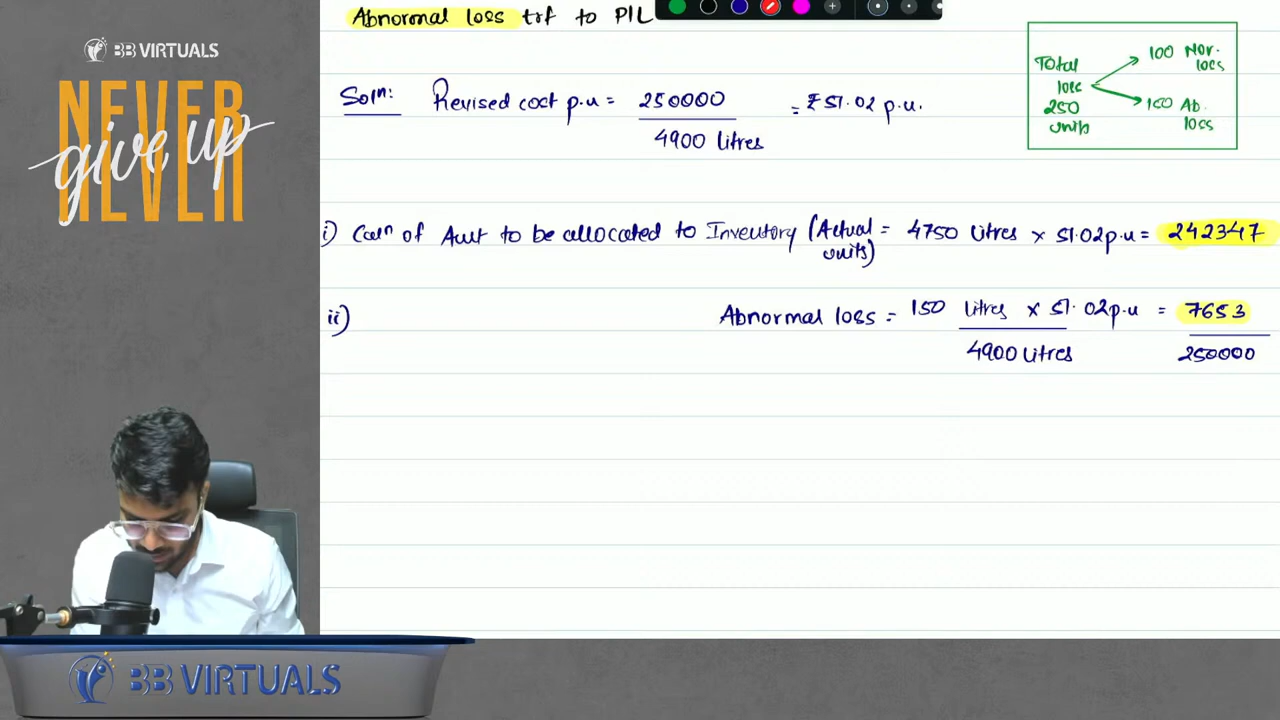 BB VIRTUALS
NEVER
give up
NEVER
Abnormal loss trf to P/L
Total loss 250 units
100 Nor. loss
150 Ab. loss
Soln: Revised cost p.u = 250000 / 4900 litres = ₹51.02 p.u.
i) Caln of Amt to be allocated to Inventory (Actual units) = 4750 litres × 51.02 p.u = 242347
ii) Abnormal loss = 150 litres × 51.02 p.u = 7653
4900 litres 250000
BB VIRTUALS